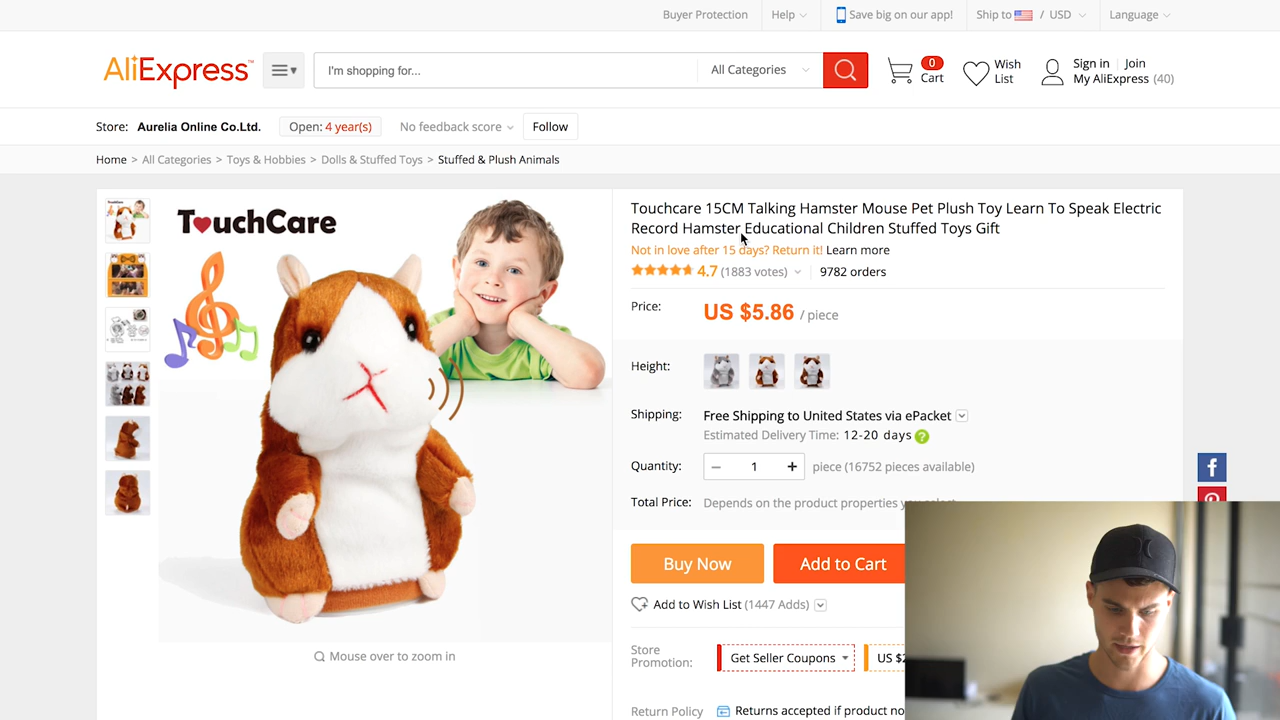 Buyer Protection
Help
Save big on our app!
Ship to / USD
Language
AliExpress™
I'm shopping for...
All Categories
0
Cart
Wish
List
Sign in | Join
My AliExpress (40)
Store: Aurelia Online Co.Ltd.
Open: 4 year(s)
No feedback score
Follow
Home > All Categories > Toys & Hobbies > Dolls & Stuffed Toys > Stuffed & Plush Animals
TouchCare
Touchcare 15CM Talking Hamster Mouse Pet Plush Toy Learn To Speak Electric
Record Hamster Educational Children Stuffed Toys Gift
Not in love after 15 days? Return it! Learn more
4.7 (1883 votes) 9782 orders
Price: US $5.86 / piece
Height:
Shipping: Free Shipping to United States via ePacket
Estimated Delivery Time: 12-20 days ?
Quantity: − 1 + piece (16752 pieces available)
Total Price: Depends on the product properties you select
Buy Now
Add to Cart
Add to Wish List (1447 Adds)
Mouse over to zoom in
Store
Promotion:
Get Seller Coupons
US $2
Return Policy Returns accepted if product no